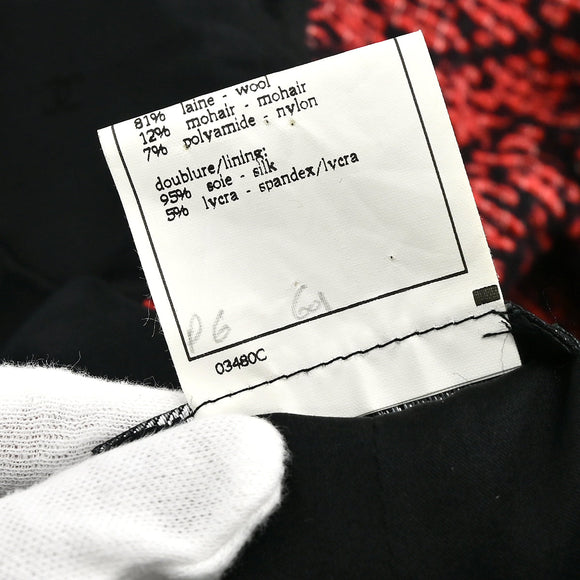 81% laine - wool
12% mohair - mohair
7% polyamide - nylon
doublure/lining:
95% soie - silk
5% lycra - spandex/lycra
P6 601
03480C